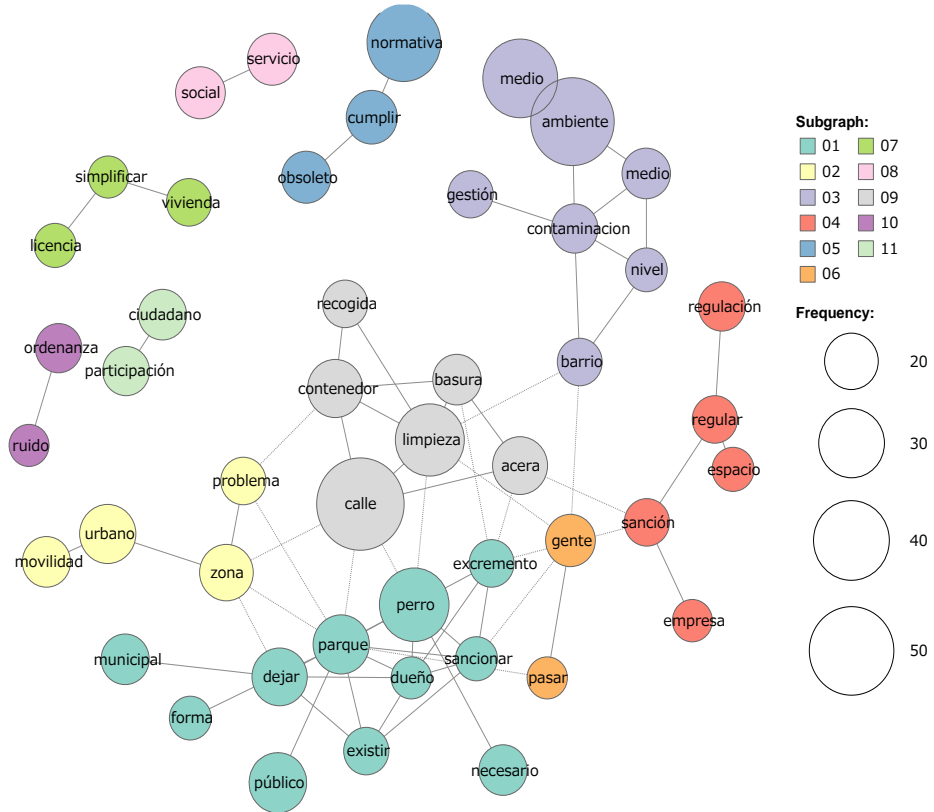 normativa
servicio
medio
social
cumplir
ambiente
Subgraph:
01
07
02
08
03
09
04
10
05
11
06
simplificar
obsoleto
medio
vivienda
gestión
contaminacion
licencia
nivel
recogida
regulación
ciudadano
Frequency:
ordenanza
participación
barrio
20
contenedor
basura
limpieza
regular
ruido
30
acera
espacio
problema
calle
urbano
sanción
gente
40
movilidad
zona
excremento
perro
empresa
parque
50
municipal
sancionar
dejar
dueño
pasar
forma
existir
público
necesario